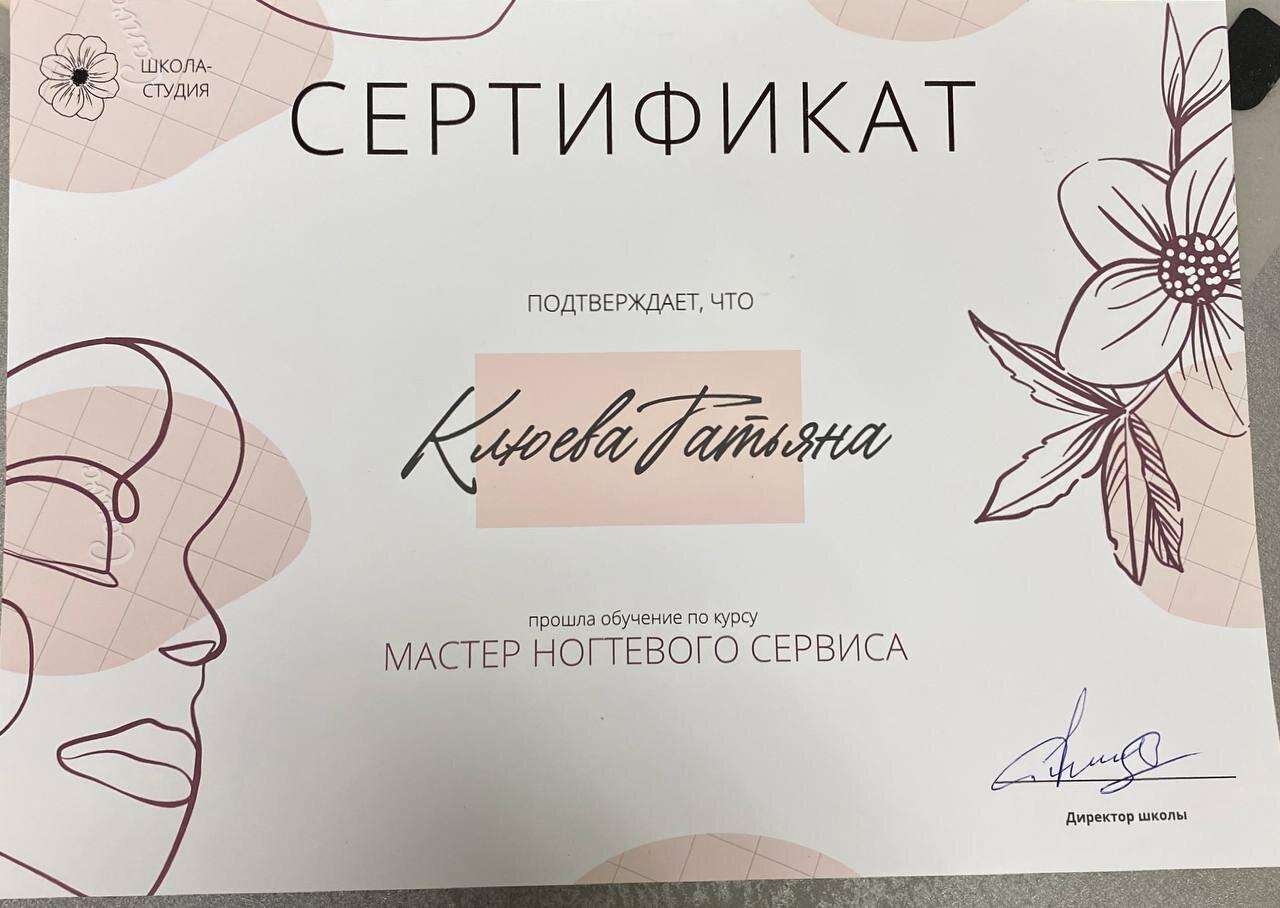 ШКОЛА-
СТУДИЯ
СЕРТИФИКАТ
ПОДТВЕРЖДАЕТ, ЧТО
Клюева Татьяна
прошла обучение по курсу
МАСТЕР НОГТЕВОГО СЕРВИСА
Директор школы